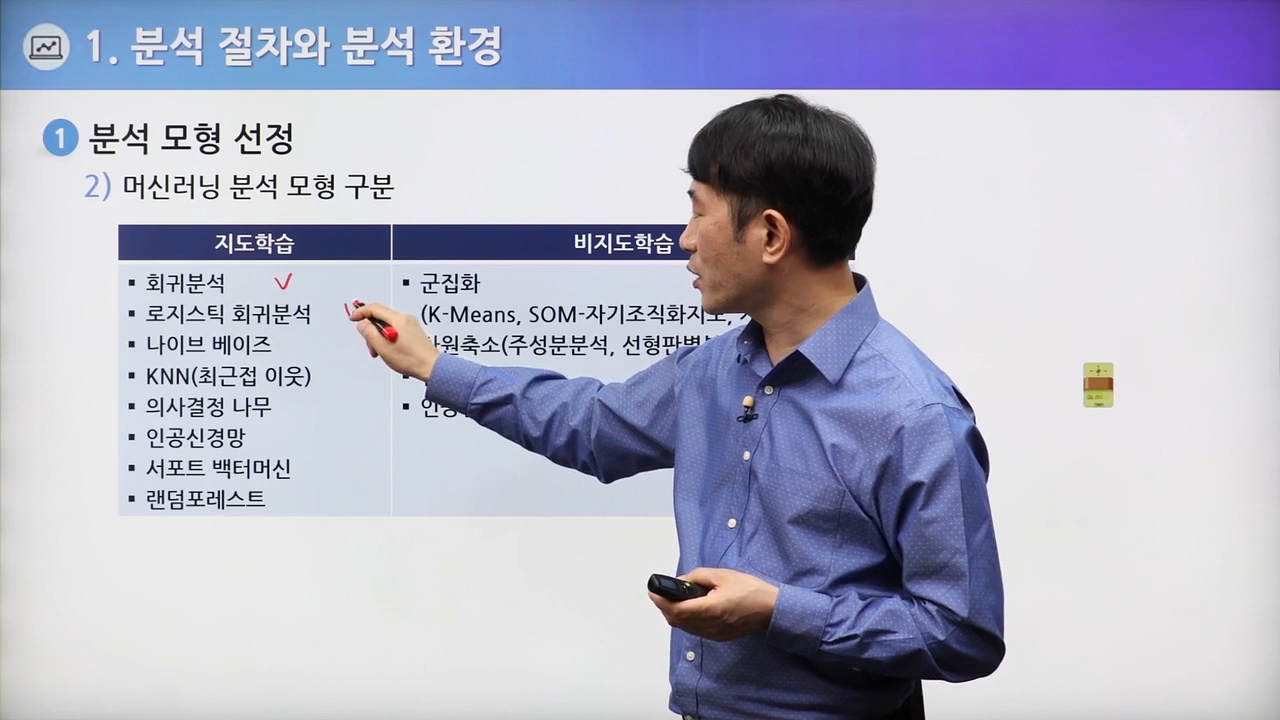 1. 분석 절차와 분석 환경
1 분석 모형 선정
2) 머신러닝 분석 모형 구분
지도학습
비지도학습
▪ 회귀분석
▪ 로지스틱 회귀분석
▪ 나이브 베이즈
▪ KNN(최근접 이웃)
▪ 의사결정 나무
▪ 인공신경망
▪ 서포트 백터머신
▪ 랜덤포레스트
▪ 군집화
(K-Means, SOM-자기조직화지도,
차원축소(주성분분석,